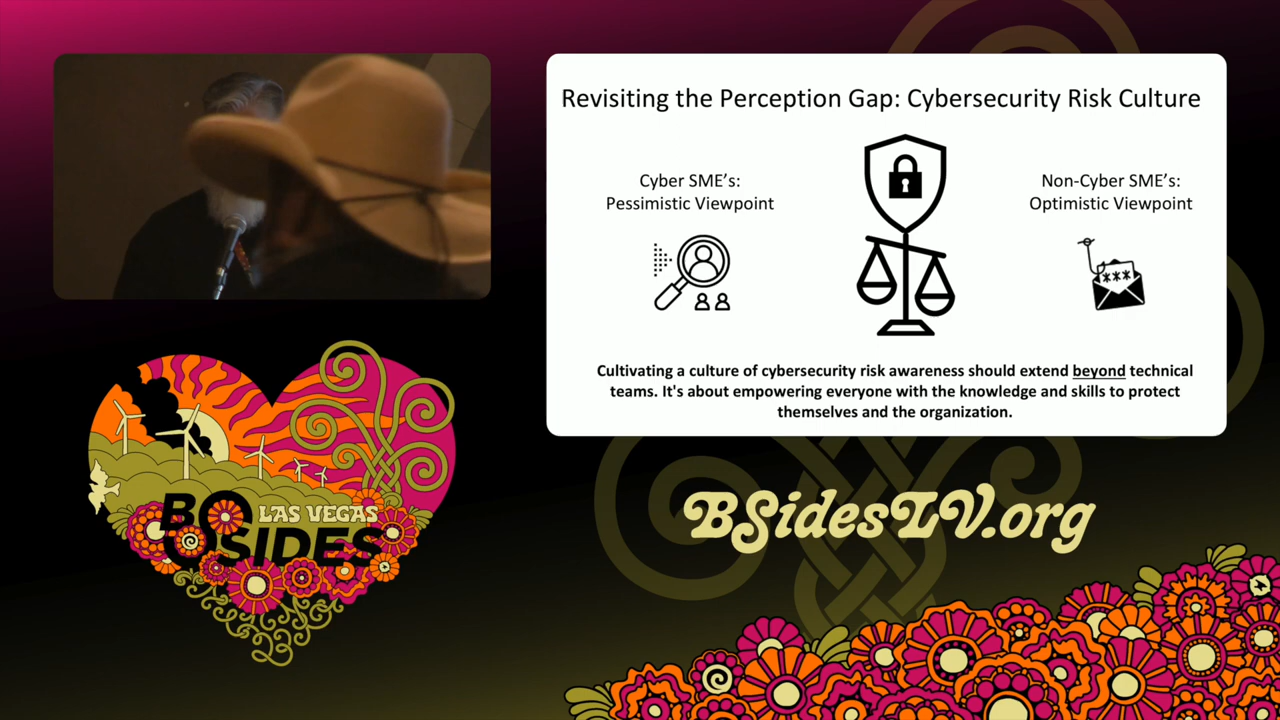 Revisiting the Perception Gap: Cybersecurity Risk Culture
Cyber SME's:
Pessimistic Viewpoint
Non-Cyber SME's:
Optimistic Viewpoint
***
Cultivating a culture of cybersecurity risk awareness should extend beyond technical
teams. It's about empowering everyone with the knowledge and skills to protect
themselves and the organization.
BSidesLV.org
LAS VEGAS
BSIDES